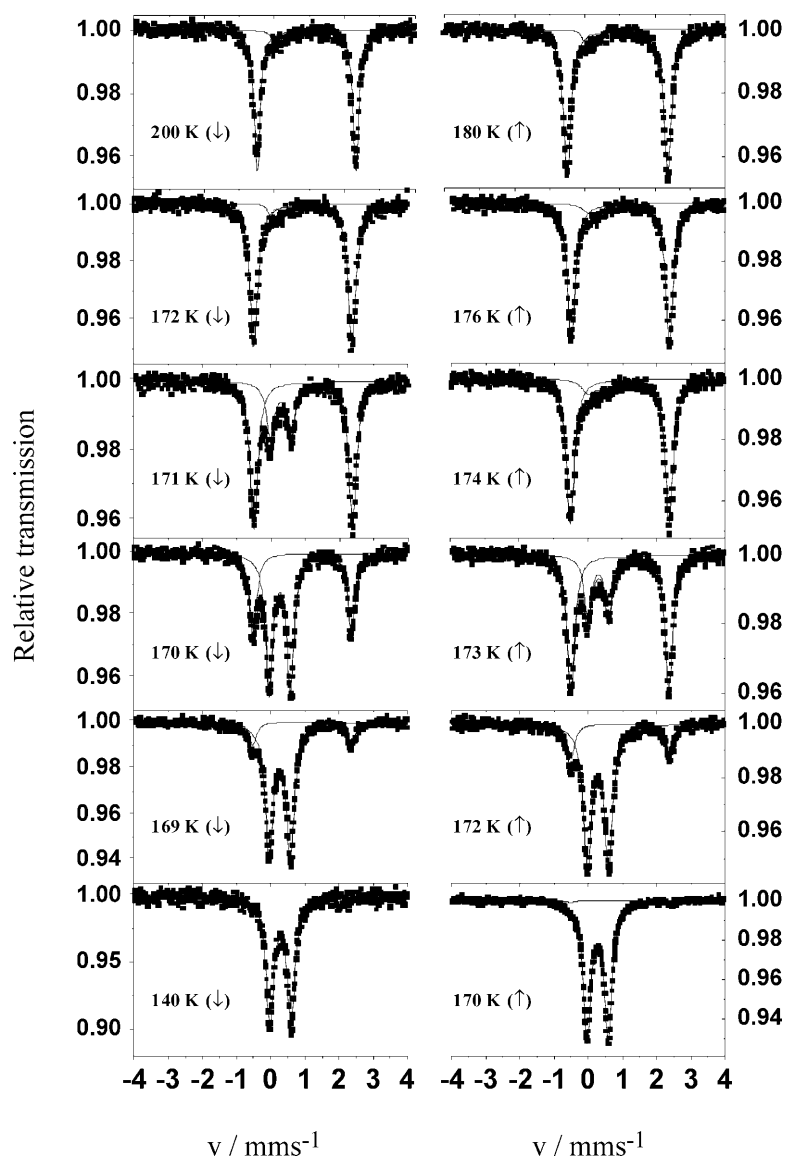 Relative transmission
1.00
0.98
0.96
200 K (↓)
1.00
0.98
0.96
180 K (↑)
1.00
0.98
0.96
172 K (↓)
1.00
0.98
0.96
176 K (↑)
1.00
0.98
0.96
171 K (↓)
1.00
0.98
0.96
174 K (↑)
1.00
0.98
0.96
170 K (↓)
1.00
0.98
0.96
173 K (↑)
1.00
0.98
0.96
0.94
169 K (↓)
1.00
0.98
0.96
172 K (↑)
1.00
0.95
0.90
140 K (↓)
1.00
0.98
0.96
0.94
170 K (↑)
-4 -3 -2 -1 0 1 2 3 4
-4 -3 -2 -1 0 1 2 3 4
v / mms⁻¹
v / mms⁻¹